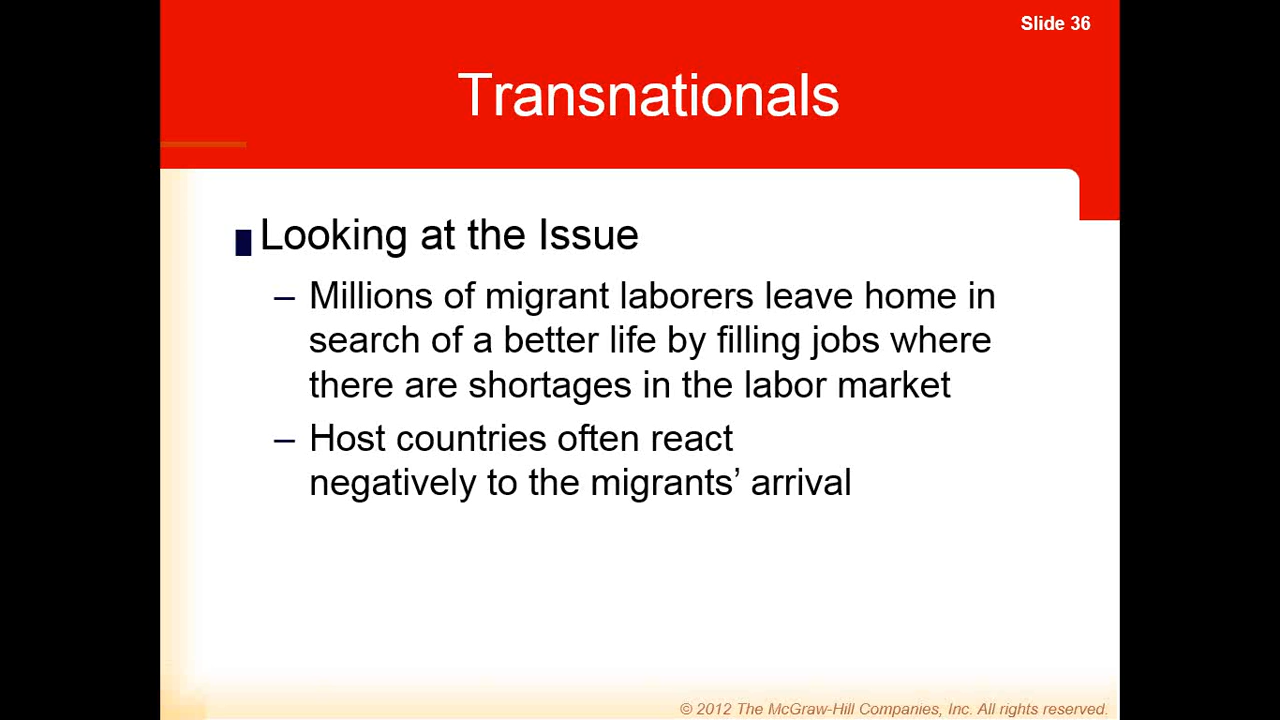 Slide 36
Transnationals
Looking at the Issue
– Millions of migrant laborers leave home in
search of a better life by filling jobs where
there are shortages in the labor market
– Host countries often react
negatively to the migrants’ arrival
© 2012 The McGraw-Hill Companies, Inc. All rights reserved.